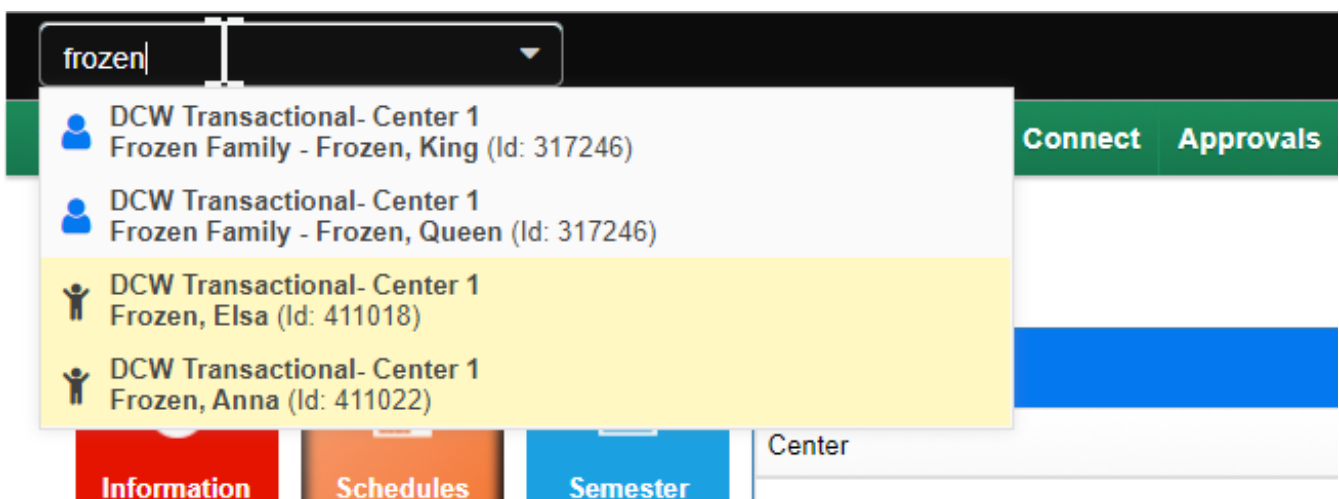 frozen
DCW Transactional- Center 1
Frozen Family - Frozen, King (Id: 317246)
DCW Transactional- Center 1
Frozen Family - Frozen, Queen (Id: 317246)
DCW Transactional- Center 1
Frozen, Elsa (Id: 411018)
DCW Transactional- Center 1
Frozen, Anna (Id: 411022)
Connect Approvals
Center
Information Schedules Semester